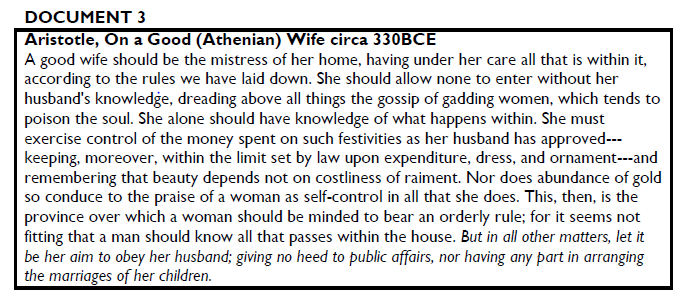 DOCUMENT 3
Aristotle, On a Good (Athenian) Wife circa 330BCE
A good wife should be the mistress of her home, having under her care all that is within it,
according to the rules we have laid down. She should allow none to enter without her
husband's knowledge, dreading above all things the gossip of gadding women, which tends to
poison the soul. She alone should have knowledge of what happens within. She must
exercise control of the money spent on such festivities as her husband has approved---
keeping, moreover, within the limit set by law upon expenditure, dress, and ornament---and
remembering that beauty depends not on costliness of raiment. Nor does abundance of gold
so conduce to the praise of a woman as self-control in all that she does. This, then, is the
province over which a woman should be minded to bear an orderly rule; for it seems not
fitting that a man should know all that passes within the house. But in all other matters, let it
be her aim to obey her husband; giving no heed to public affairs, nor having any part in arranging
the marriages of her children.